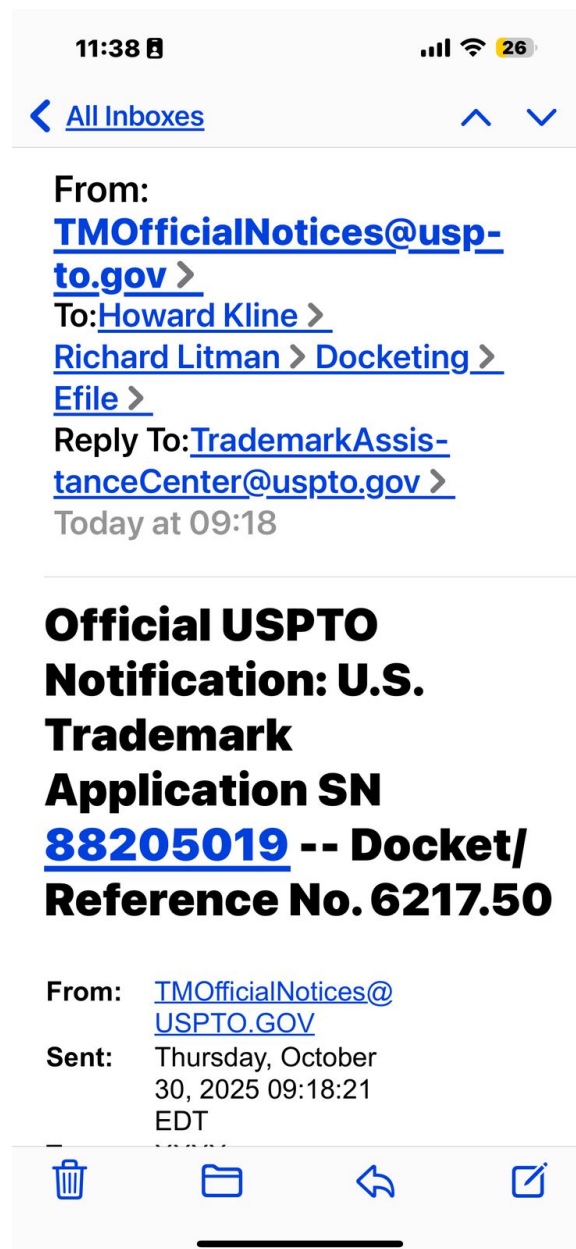 11:38
26
All Inboxes
From:
TMOfficialNotices@usp-
to.gov >
To:Howard Kline >
Richard Litman > Docketing >
Efile >
Reply To:TrademarkAssis-
tanceCenter@uspto.gov >
Today at 09:18
Official USPTO
Notification: U.S.
Trademark
Application SN
88205019 -- Docket/
Reference No. 6217.50
From: TMOfficialNotices@
USPTO.GOV
Sent: Thursday, October
30, 2025 09:18:21
EDT